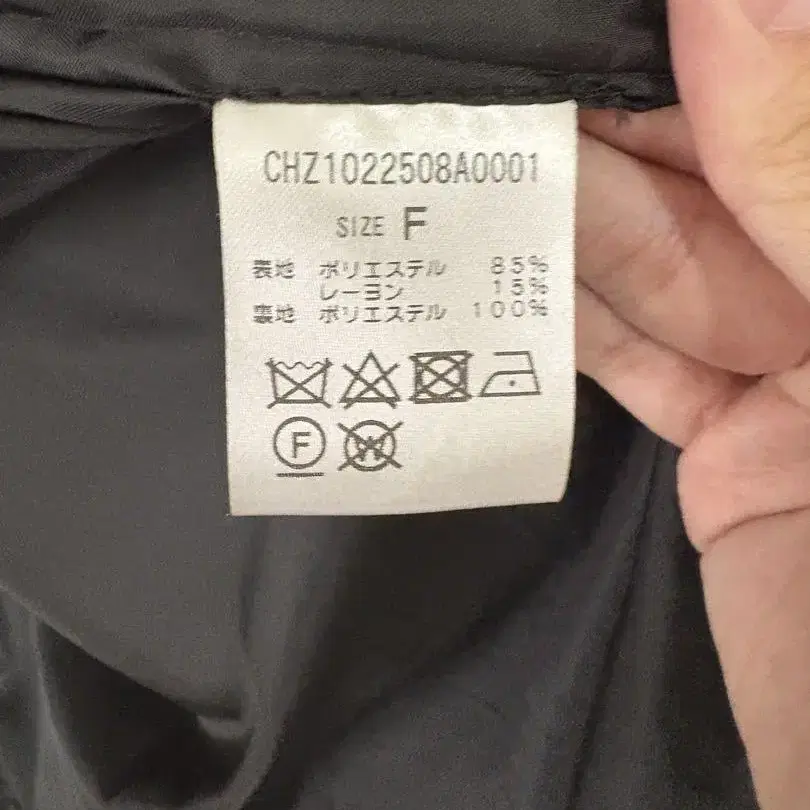 CHZ1022508A0001
SIZE F
表地 ポリエステル 85%
レーヨン 15%
裏地 ポリエステル 100%
F
W